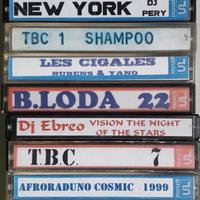 NEW YORK DJ
PERY
TBC 1 SHAMPOO
LES CIGALES
RUBENS & YANO
B.LODA 22
Dj Ebreo VISION THE NIGHT
OF THE STARS
T.B.C. 7
AFRORADUNO COSMIC 1999